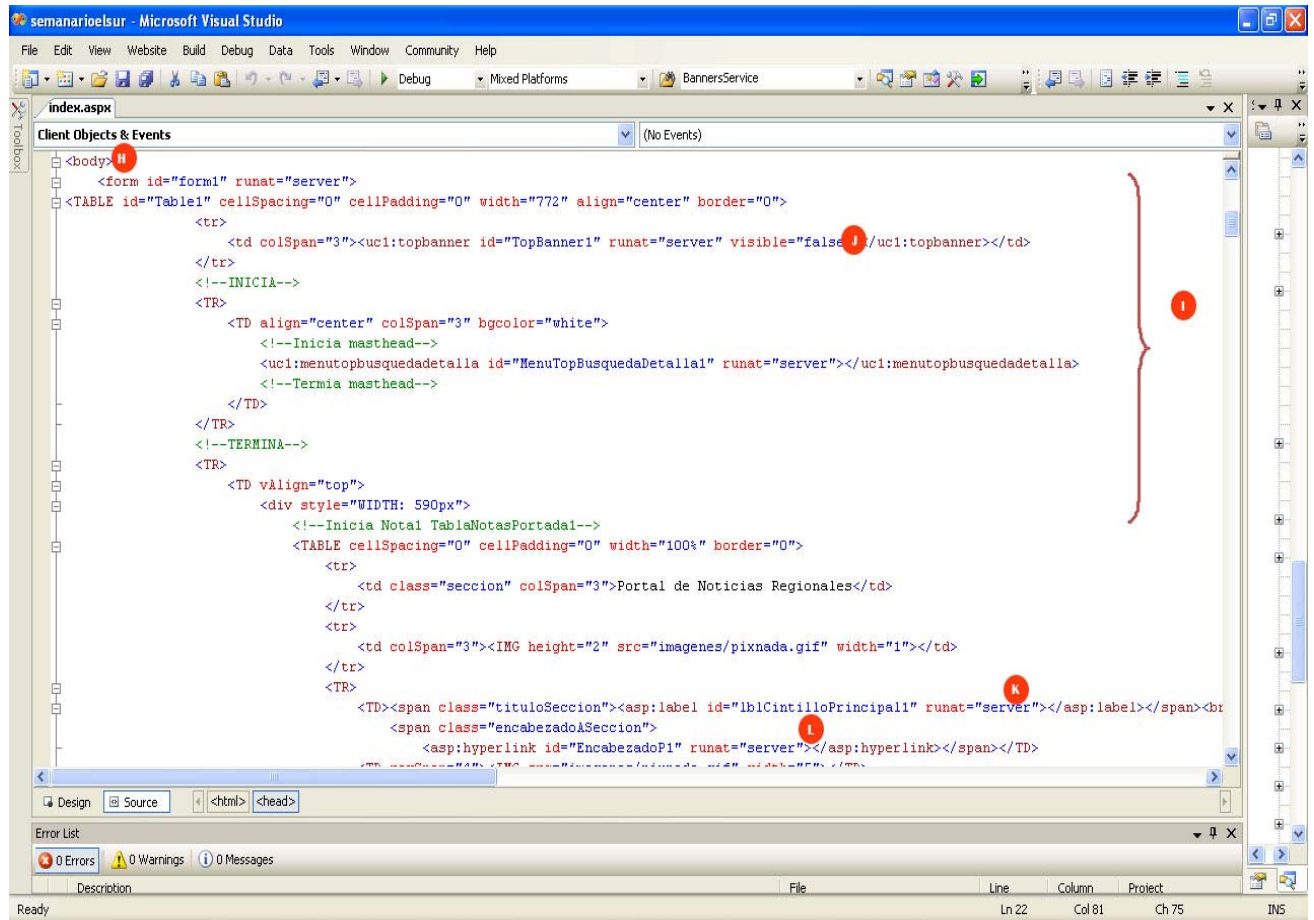 semanarioelsur - Microsoft Visual Studio
File Edit View Website Build Debug Data Tools Window Community Help
Debug Mixed Platforms BannersService
Toolbox
index.aspx
Client Objects & Events (No Events)
<body> H
<form id="form1" runat="server">
<TABLE id="Table1" cellSpacing="0" cellPadding="0" width="772" align="center" border="0">
<tr>
<td colSpan="3"><uc1:topbanner id="TopBanner1" runat="server" visible="false J </uc1:topbanner></td>
</tr>
<!--INICIA-->
<TR>
I
<TD align="center" colSpan="3" bgcolor="white">
<!--Inicia masthead-->
<uc1:menutopbusquedadetalla id="MenuTopBusquedaDetalla1" runat="server"></uc1:menutopbusquedadetalla>
<!--Termia masthead-->
</TD>
</TR>
<!--TERMINA-->
<TR>
<TD vAlign="top">
<div style="WIDTH: 590px">
<!--Inicia Nota1 TablaNotasPortada1-->
<TABLE cellSpacing="0" cellPadding="0" width="100%" border="0">
<tr>
<td class="seccion" colSpan="3">Portal de Noticias Regionales</td>
</tr>
<tr>
<td colSpan="3"><IMG height="2" src="imagenes/pixnada.gif" width="1"></td>
</tr>
<TR>
K
<TD><span class="tituloSeccion"><asp:label id="lblCintilloPrincipal1" runat="server"></asp:label></span><br
<span class="encabezadoASeccion">
L
<asp:hyperlink id="EncabezadoP1" runat="server"></asp:hyperlink></span></TD>
Design Source <html> <head>
Error List
0 Errors 0 Warnings 0 Messages
Description File Line Column Project
Ready Ln 22 Col 81 Ch 75 INS